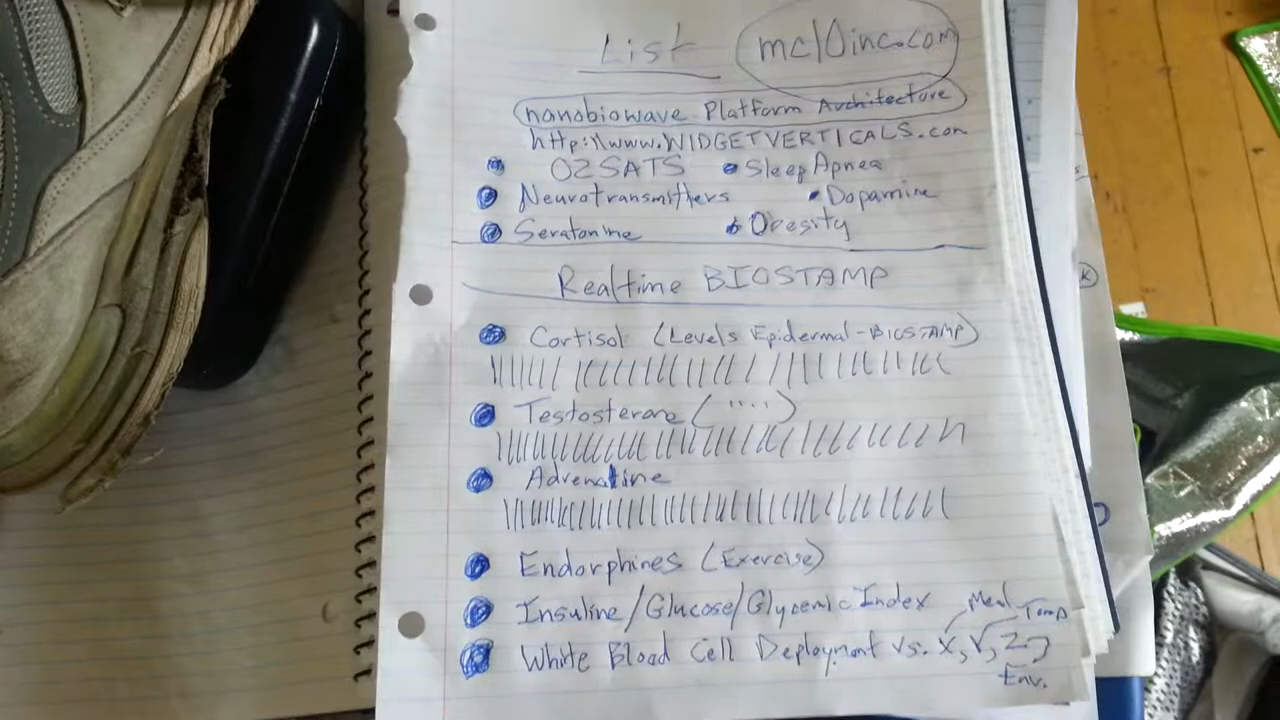 List mc10inc.com
nanobiowave Platform Architecture
http://www.WIDGETVERTICALS.com
O2SATS • Sleep Apnea
• Neurotransmitters • Dopamine
• Seratonine • Obesity
Realtime BIOSTAMP
• Cortisol (Levels Epidermal-BIOSTAMP)
• Testosterone (" " )
• Adrenaline
• Endorphines (Exercise)
• Insuline/Glucose/Glycemic Index Meal Temp
• White Blood Cell Deployment vs. X, Y, Z
Env.